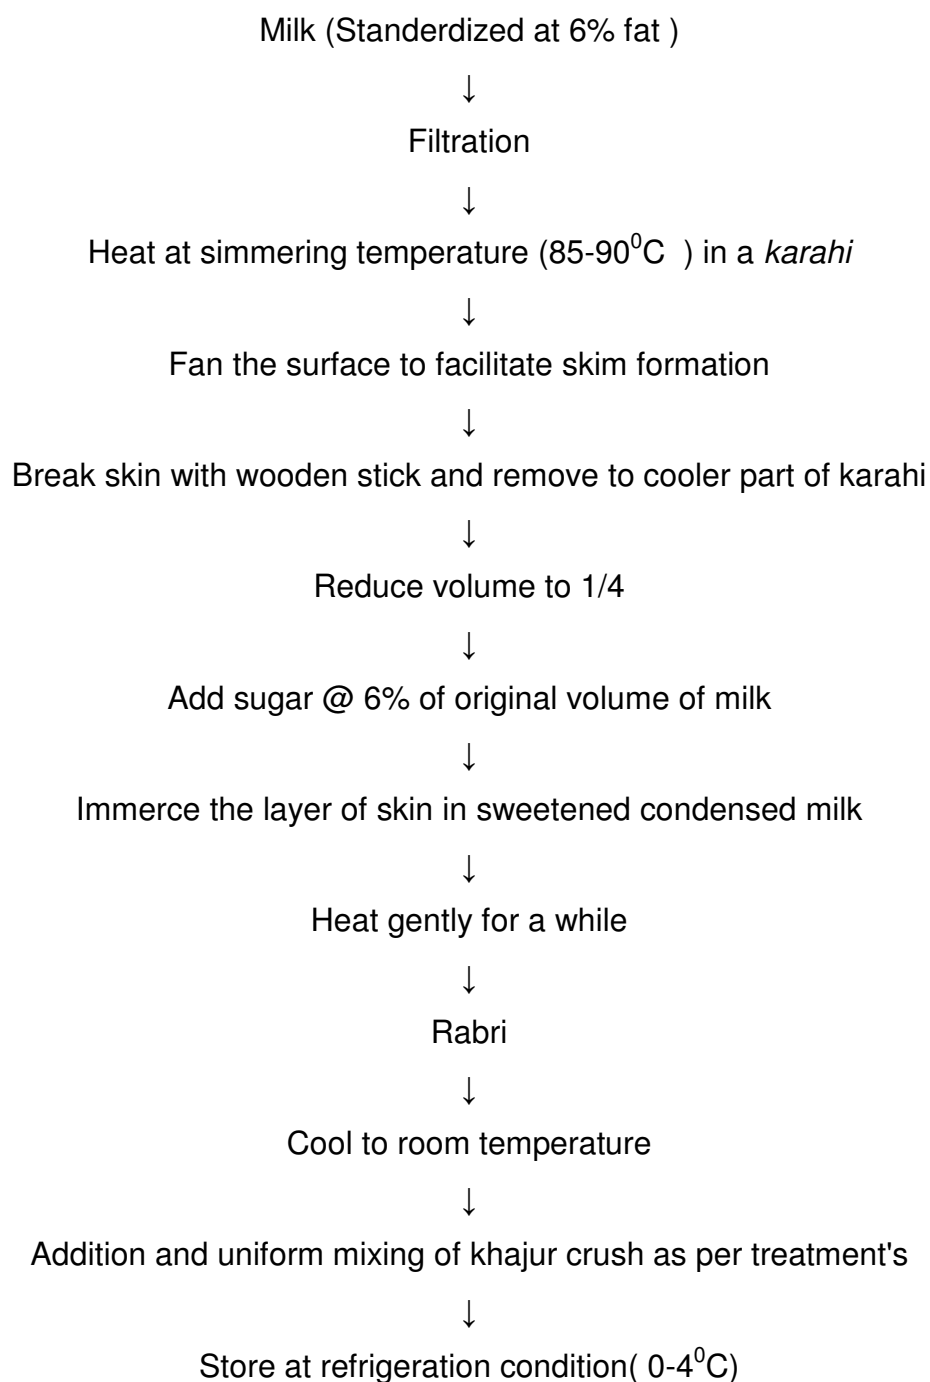 Milk (Standerdized at 6% fat )
↓
Filtration
↓
Heat at simmering temperature (85-90⁰C  ) in a karahi
↓
Fan the surface to facilitate skim formation
↓
Break skin with wooden stick and remove to cooler part of karahi
↓
Reduce volume to 1/4
↓
Add sugar @ 6% of original volume of milk
↓
Immerce the layer of skin in sweetened condensed milk
↓
Heat gently for a while
↓
Rabri
↓
Cool to room temperature
↓
Addition and uniform mixing of khajur crush as per treatment's
↓
Store at refrigeration condition( 0-4⁰C)